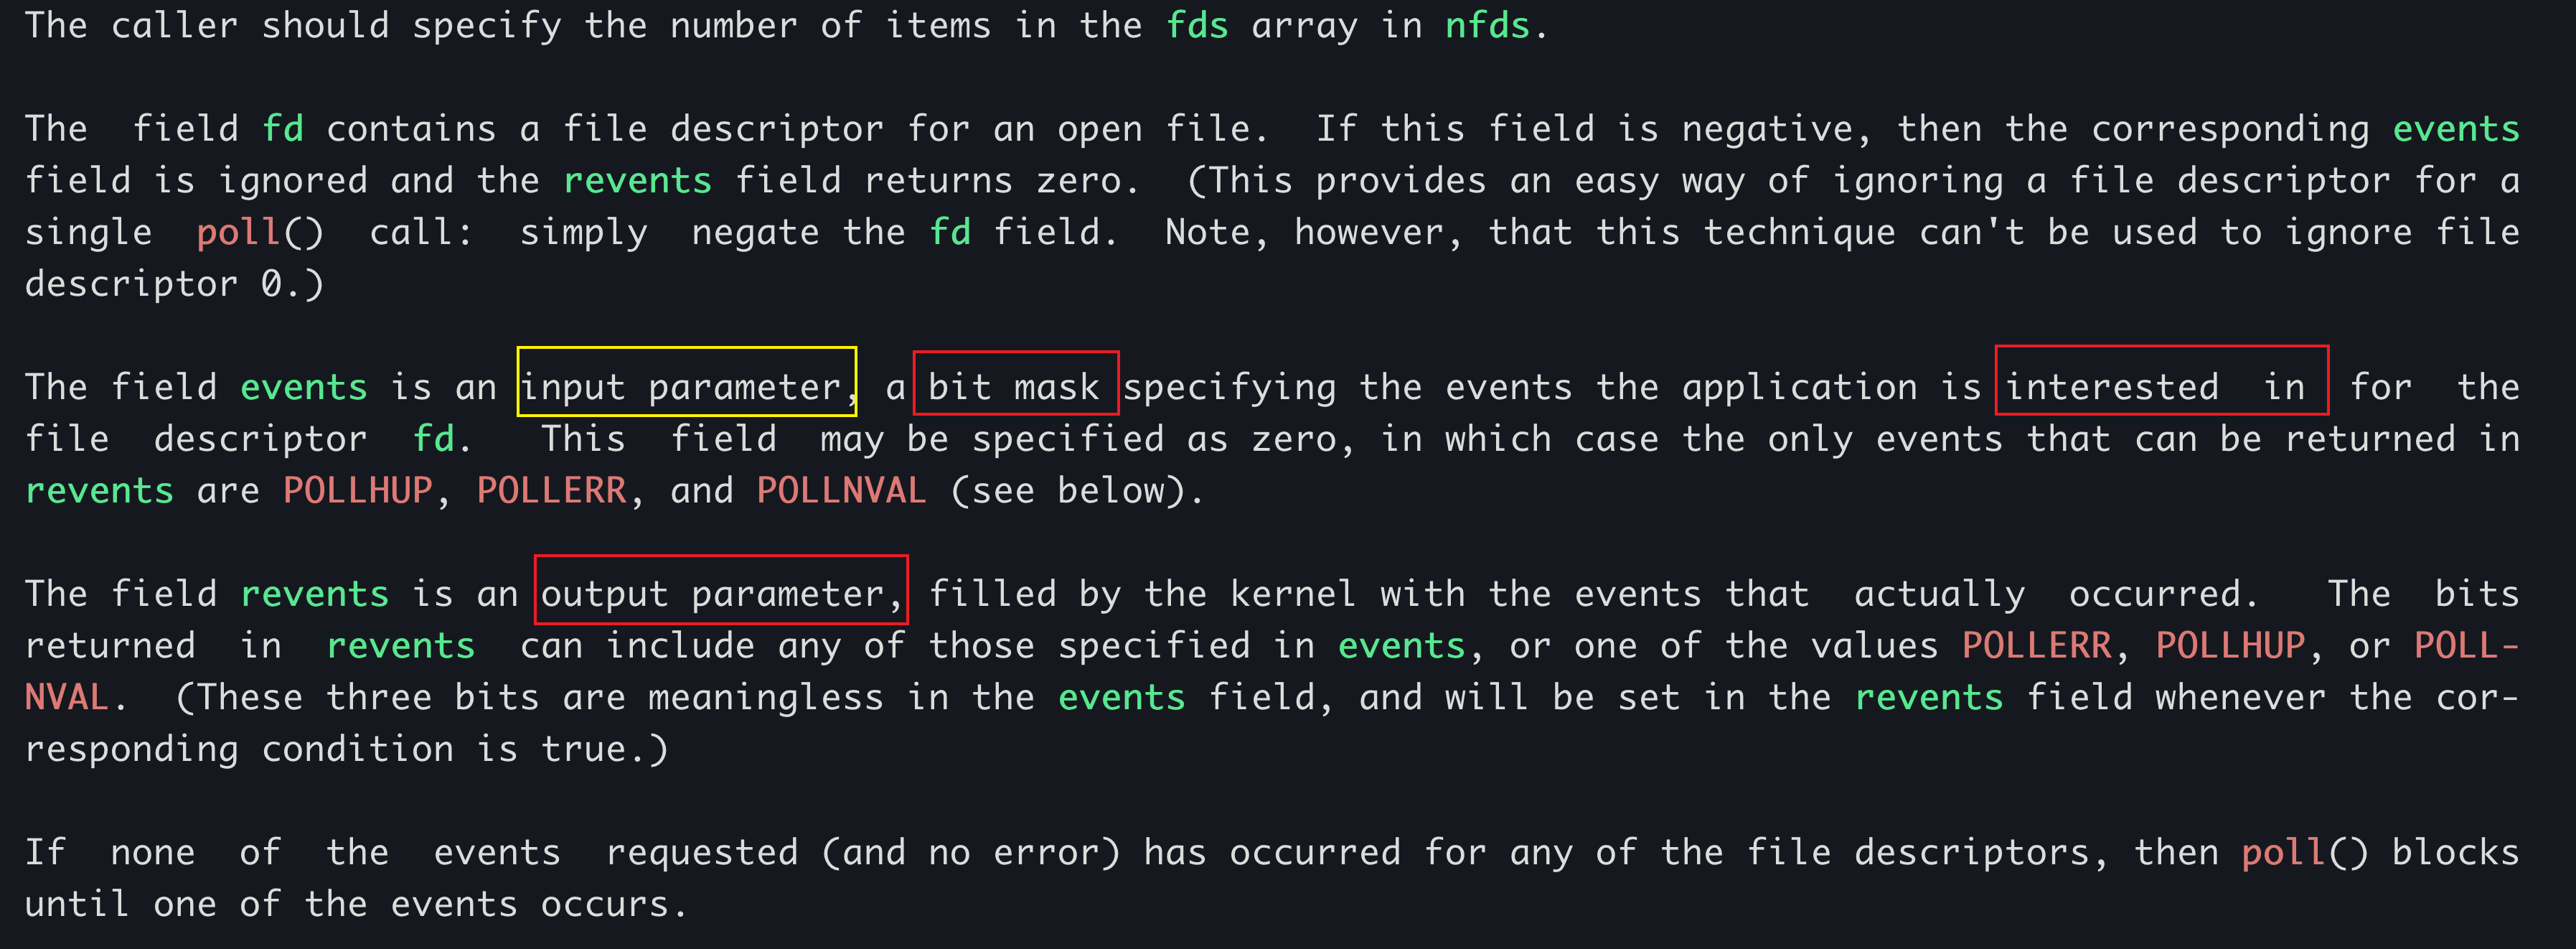 The caller should specify the number of items in the fds array in nfds.
The field fd contains a file descriptor for an open file. If this field is negative, then the corresponding events
field is ignored and the revents field returns zero. (This provides an easy way of ignoring a file descriptor for a
single poll() call: simply negate the fd field. Note, however, that this technique can't be used to ignore file
descriptor 0.)
The field events is an input parameter, a bit mask specifying the events the application is interested in for the
file descriptor fd. This field may be specified as zero, in which case the only events that can be returned in
revents are POLLHUP, POLLERR, and POLLNVAL (see below).
The field revents is an output parameter, filled by the kernel with the events that actually occurred. The bits
returned in revents can include any of those specified in events, or one of the values POLLERR, POLLHUP, or POLL-
NVAL. (These three bits are meaningless in the events field, and will be set in the revents field whenever the cor-
responding condition is true.)
If none of the events requested (and no error) has occurred for any of the file descriptors, then poll() blocks
until one of the events occurs.